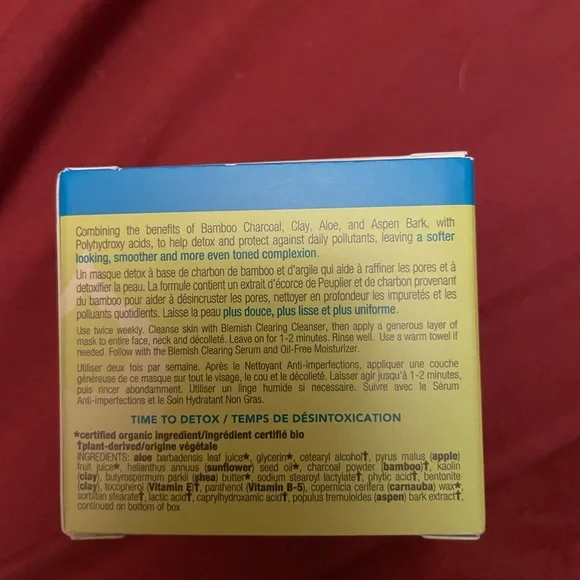 Combining the benefits of Bamboo Charcoal, Clay, Aloe, and Aspen Bark, with
Polyhydroxy acids, to help detox and protect against daily pollutants, leaving a softer
looking, smoother and more even toned complexion.
Un masque détox à base de charbon de bambou et d'argile qui aide à raffiner les pores et à
détoxifier la peau. La formule contient un extrait d'écorce de Peuplier et de charbon provenant
du bambou pour aider à désincruster les pores, nettoyer en profondeur les impuretés et les
polluants quotidiens. Laisse la peau plus douce, plus lisse et plus uniforme.
Use twice weekly. Cleanse skin with Blemish Clearing Cleanser, then apply a generous layer of
mask to entire face, neck and décolleté. Leave on for 1-2 minutes. Rinse well. Use a warm towel if
needed. Follow with the Blemish Clearing Serum and Oil-Free Moisturizer.
Utiliser deux fois par semaine. Après le Nettoyant Anti-imperfections, appliquer une couche
généreuse de ce masque sur tout le visage, le cou et le décolleté. Laisser agir jusqu'à 1-2 minutes,
puis rincer abondamment. Utiliser un linge humide si necessaire. Suivre avec le Sérum
Anti-imperfections et le Soin Hydratant Non Gras.
TIME TO DETOX / TEMPS DE DÉSINTOXICATION
★certified organic ingredient/ingrédient certifié bio
†plant-derived/origine végétale
INGREDIENTS: aloe barbadensis leaf juice★, glycerin★, cetearyl alcohol†, pyrus malus (apple)
fruit juice★, helianthus annuus (sunflower) seed oil★, charcoal powder (bamboo)†, kaolin
(clay), butyrospermum parkii (shea) butter★, sodium stearoyl lactylate†, phytic acid†, bentonite
(clay), tocopherol (Vitamin E)†, panthenol (Vitamin B-5), copernicia cerifera (carnauba) wax★,
sorbitan stearate†, lactic acid†, caprylhydroxamic acid†, populus tremuloides (aspen) bark extract†,
continued on bottom of box